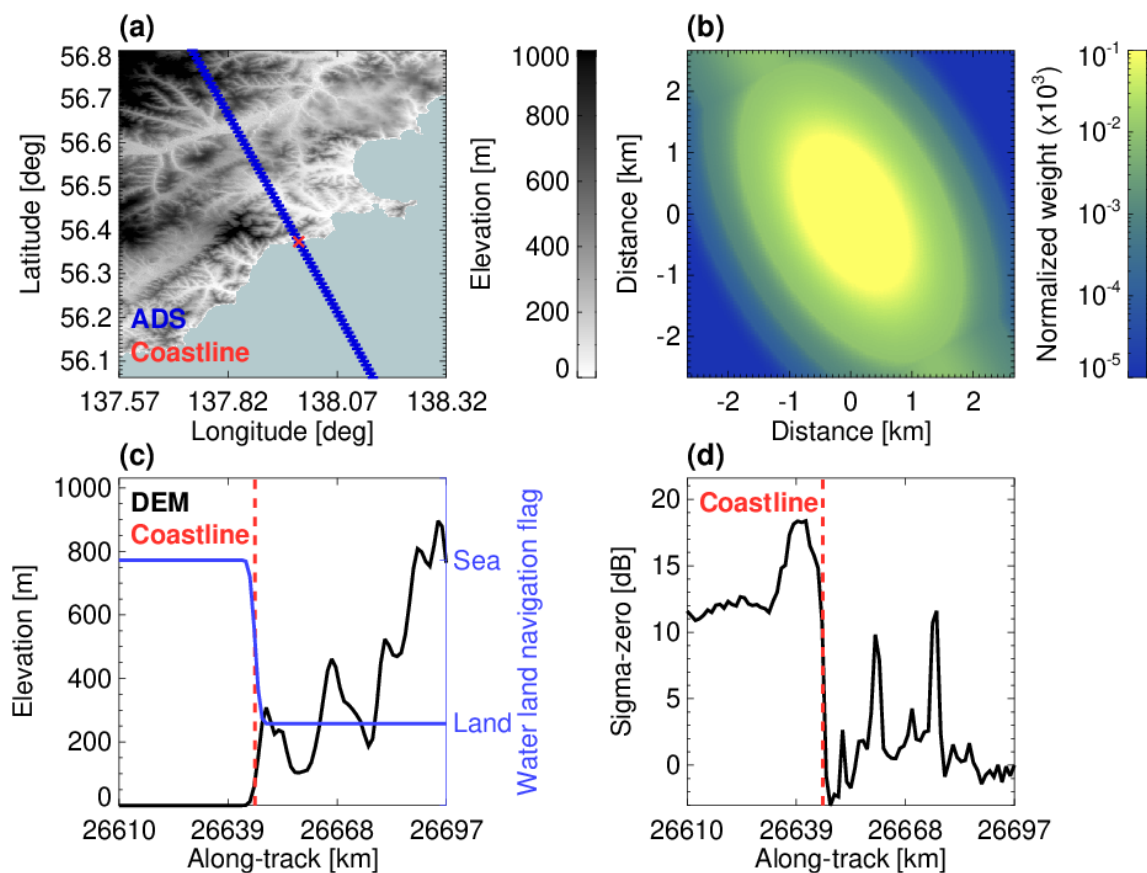 (a)
56.8
56.7
56.6
56.5
56.4
56.3
56.2
56.1
Latitude [deg]
ADS
Coastline
137.57 137.82 138.07 138.32
Longitude [deg]
1000
800
600
400
200
0
Elevation [m]
(b)
2
1
0
-1
-2
Distance [km]
-2 -1 0 1 2
Distance [km]
10-1
10-2
10-3
10-4
10-5
Normalized weight (x103)
(c)
1000
800
600
400
200
0
Elevation [m]
DEM
Coastline
Sea
Land
Water land navigation flag
26610 26639 26668 26697
Along-track [km]
(d)
20
15
10
5
0
Sigma-zero [dB]
Coastline
26610 26639 26668 26697
Along-track [km]